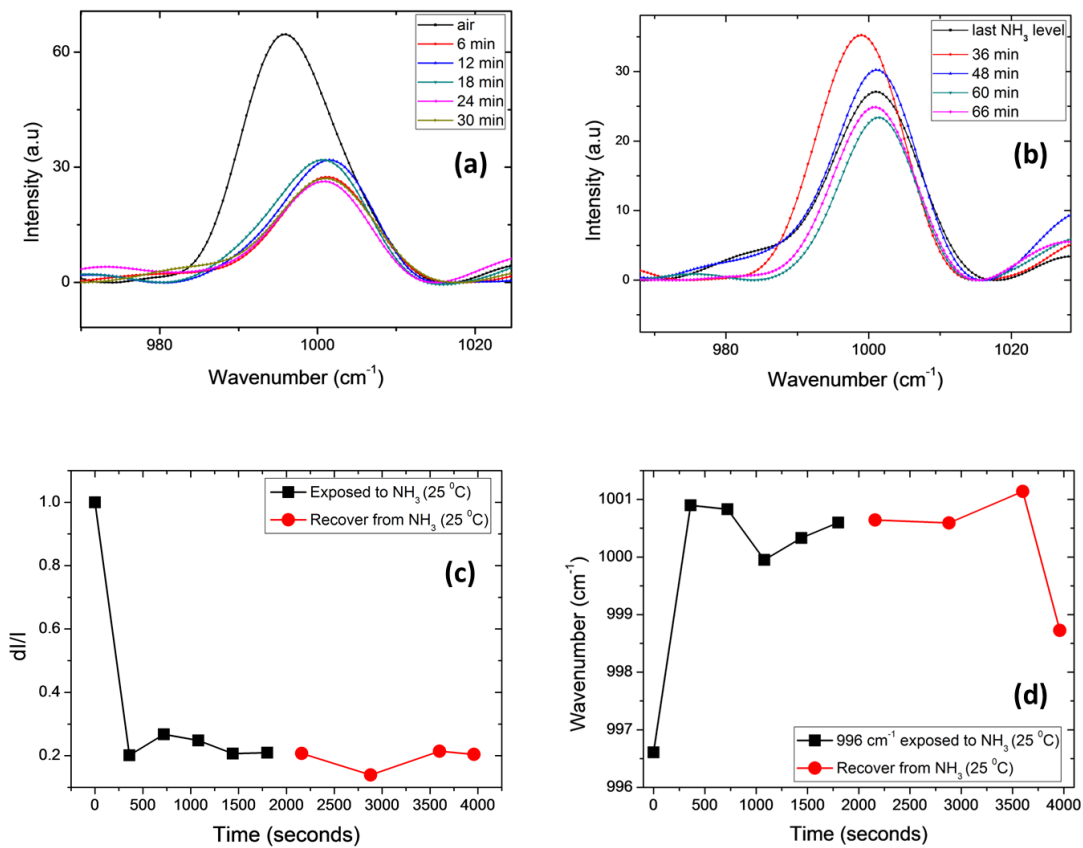 air
6 min
12 min
18 min
24 min
30 min
(a)
60
30
0
Intensity (a.u)
980
1000
1020
Wavenumber (cm⁻¹)
last NH₃ level
36 min
48 min
60 min
66 min
(b)
35
30
25
20
15
10
5
0
Intensity (a.u)
980
1000
1020
Wavenumber (cm⁻¹)
Exposed to NH₃ (25 ⁰C)
Recover from NH₃ (25 ⁰C)
(c)
1.0
0.8
0.6
0.4
0.2
dI/I
0 500 1000 1500 2000 2500 3000 3500 4000
Time (seconds)
1001
1000
999
998
997
996
Wavenumber (cm⁻¹)
(d)
996 cm⁻¹ exposed to NH₃ (25 ⁰C)
Recover from NH₃ (25 ⁰C)
0 500 1000 1500 2000 2500 3000 3500 4000
Time (seconds)